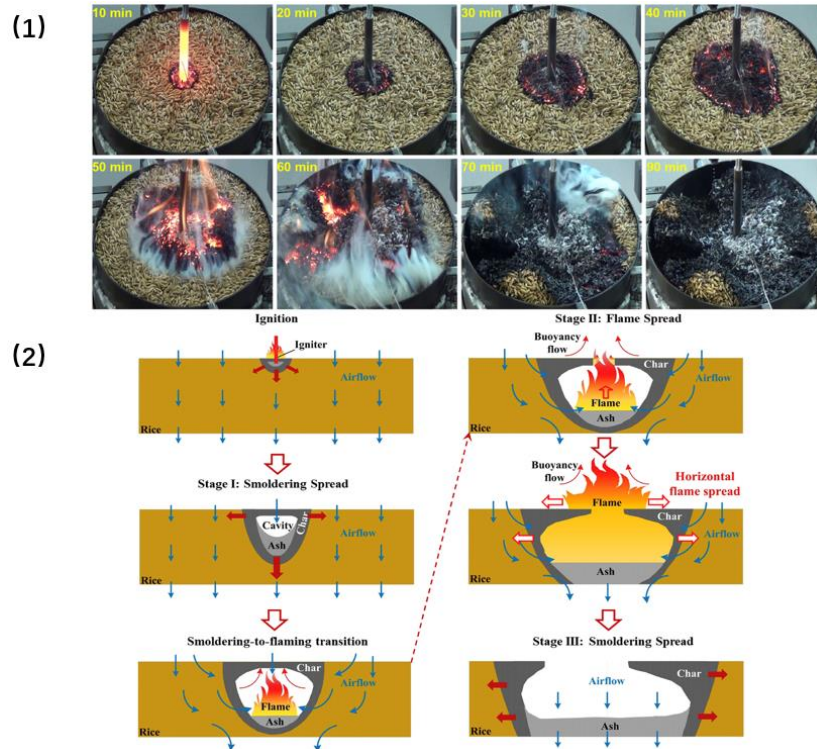 (1)
10 min
20 min
30 min
40 min
50 min
60 min
70 min
90 min
(2)
Ignition
Igniter
Airflow
Rice
Stage I: Smoldering Spread
Cavity
Char
Ash
Airflow
Rice
Smoldering-to-flaming transition
Char
Airflow
Flame
Ash
Rice
Stage II: Flame Spread
Buoyancy
flow
Char
Airflow
Flame
Ash
Rice
Buoyancy
flow
Flame
Horizontal
flame spread
Char
Airflow
Ash
Rice
Stage III: Smoldering Spread
Airflow
Char
Ash
Rice